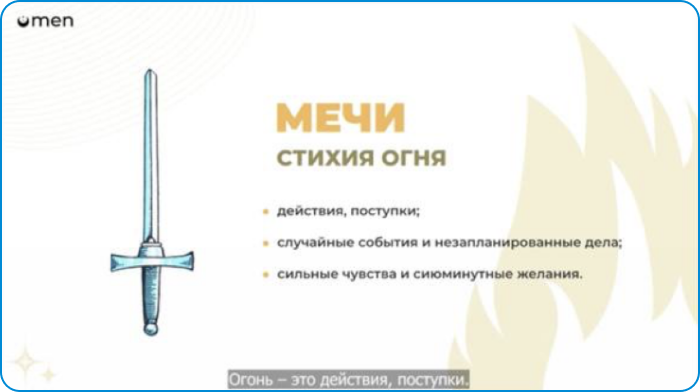 omen
МЕЧИ
СТИХИЯ ОГНЯ
действия, поступки;
случайные события и незапланированные дела;
сильные чувства и сиюминутные желания.
Огонь – это действия, поступки.